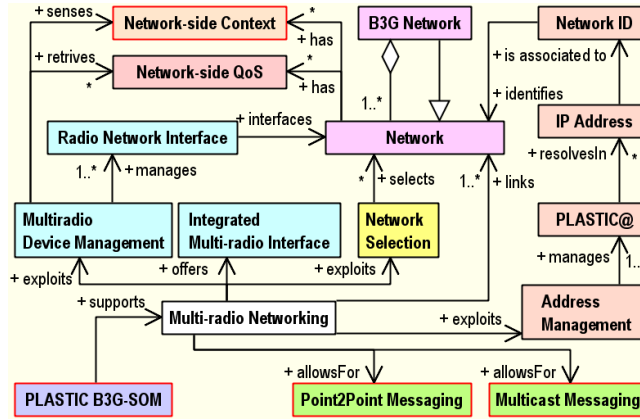 + senses
Network-side Context
*
+ has
B3G Network
Network ID
+ retrives
*
Network-side QoS
*
+ has
+ is associated to
+ identifies
1..*
Radio Network Interface
+ interfaces
Network
IP Address
+ resolvesIn
*
1..*
+ manages
*
+ selects
1..*
+ links
Multiradio
Device Management
Integrated
Multi-radio Interface
Network
Selection
PLASTIC@
+ manages
1..
+ exploits
+ offers
+ exploits
+ supports
Multi-radio Networking
+ exploits
Address
Management
+ allowsFor
+ allowsFor
PLASTIC B3G-SOM
Point2Point Messaging
Multicast Messaging